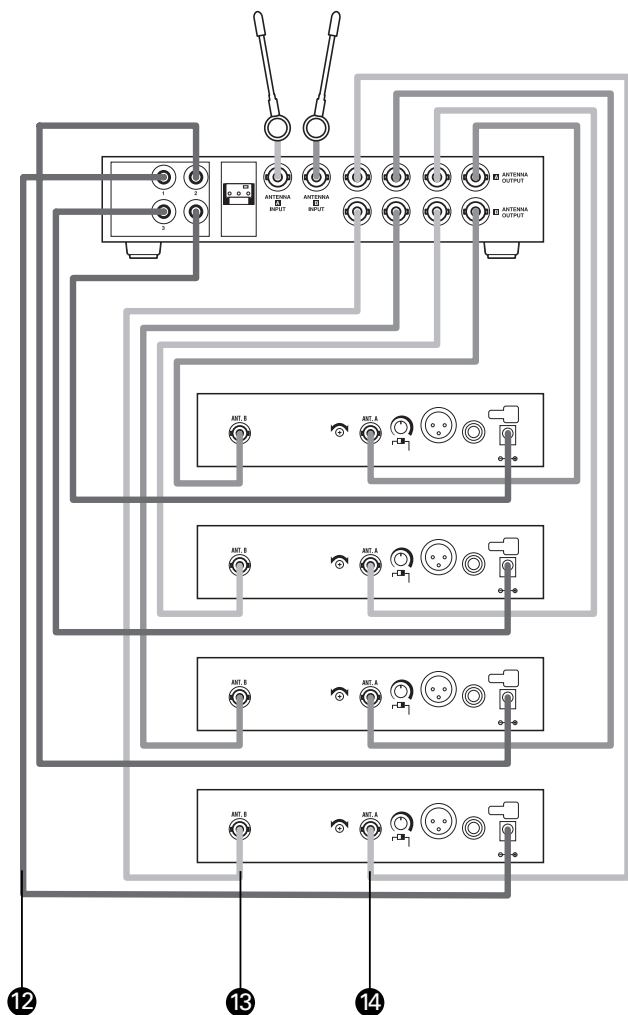 1 2
3
ANTENNA
A
INPUT
ANTENNA
B
INPUT
A ANTENNA
OUTPUT
B ANTENNA
OUTPUT
ANT. B ANT. A
ANT. B ANT. A
ANT. B ANT. A
ANT. B ANT. A
12 13 14